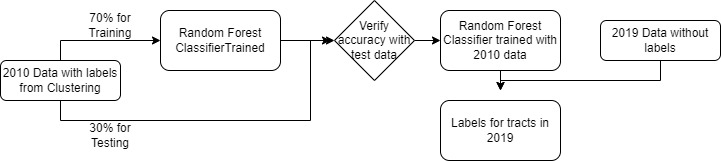 70% for
Training
Random Forest
ClassifierTrained
Verify
accuracy with
test data
Random Forest
Classifier trained with
2010 data
2019 Data without
labels
2010 Data with labels
from Clustering
30% for
Testing
Labels for tracts in
2019